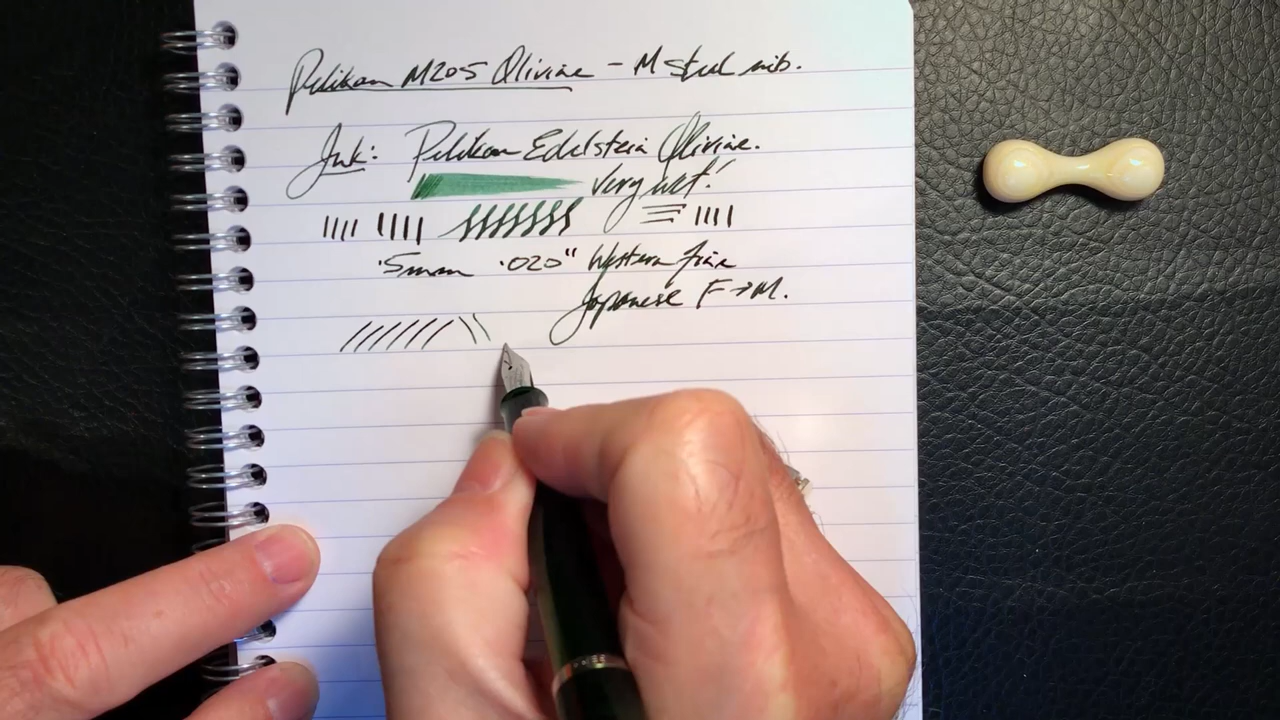 Pelikan M205 Olivine - M Steel nib.
Ink: Pelikan Edelstein Olivine.
Very wet!
.5mm .020" Western fine
Japanese F→M.